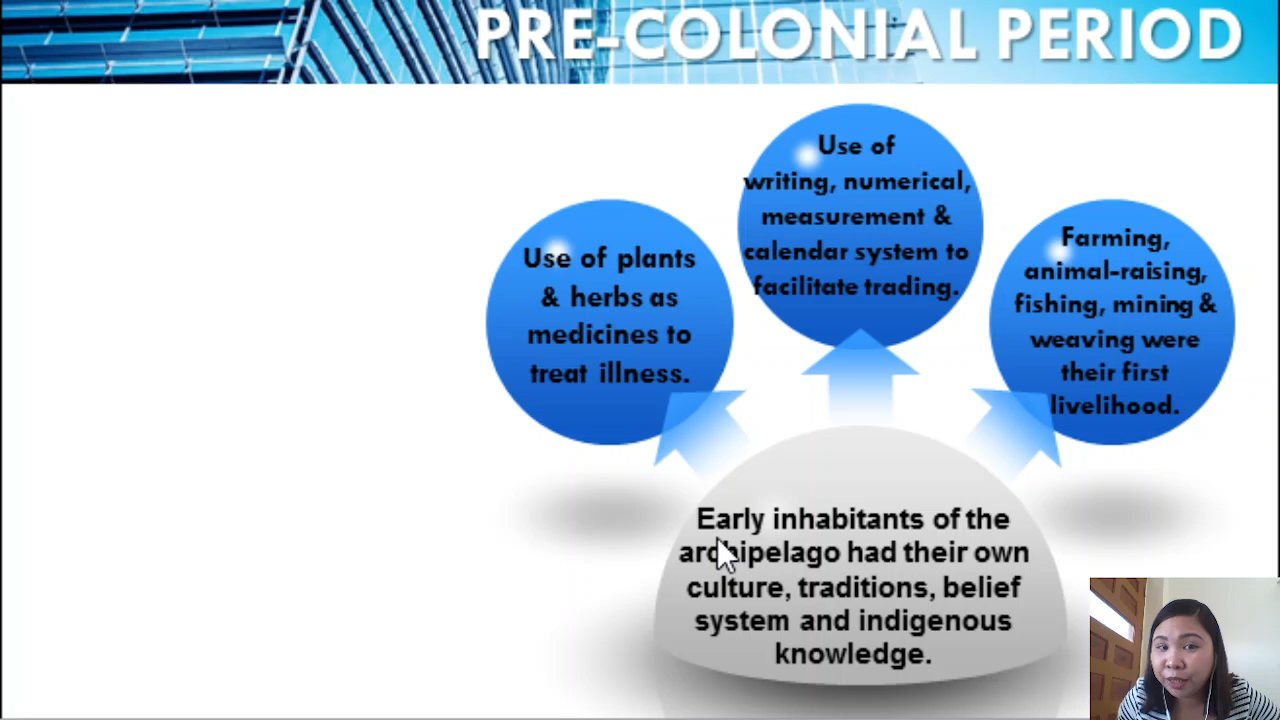 PRE-COLONIAL PERIOD
Use of plants
& herbs as
medicines to
treat illness.
Use of
writing, numerical,
measurement &
calendar system to
facilitate trading.
Farming,
animal-raising,
fishing, mining &
weaving were
their first
livelihood.
Early inhabitants of the
archipelago had their own
culture, traditions, belief
system and indigenous
knowledge.